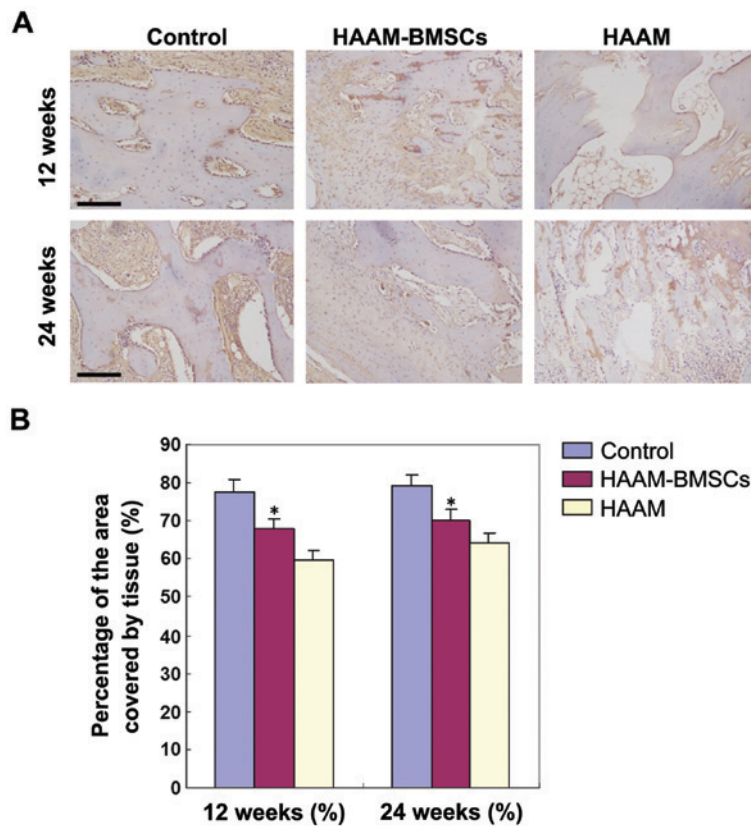 A
Control
HAAM-BMSCs
HAAM
12 weeks
24 weeks
B
Percentage of the area
covered by tissue (%)
90
80
70
60
50
40
30
20
10
0
*
*
12 weeks (%)
24 weeks (%)
Control
HAAM-BMSCs
HAAM